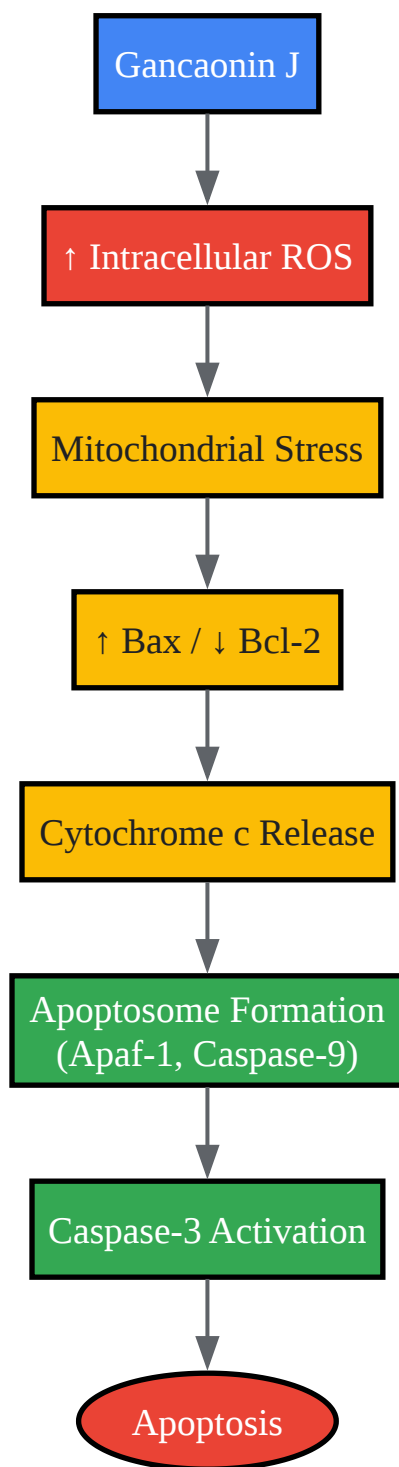 Gancaonin J
↑ Intracellular ROS
Mitochondrial Stress
↑ Bax / ↓ Bcl-2
Cytochrome c Release
Apoptosome Formation
(Apaf-1, Caspase-9)
Caspase-3 Activation
Apoptosis